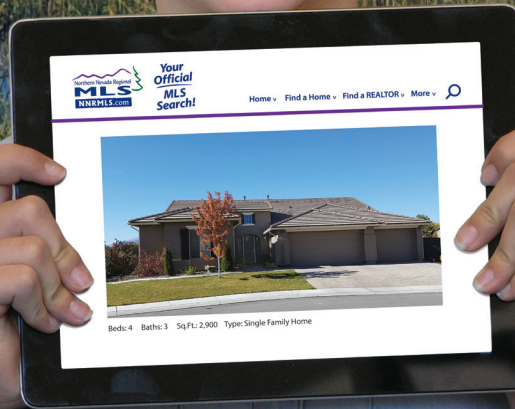 Northern Nevada Regional
MLS
NNRMLS.com
Your
Official
MLS
Search!
Home v Find a Home v Find a REALTOR v More v
Beds: 4 Baths: 3 Sq.Ft.: 2,900 Type: Single Family Home